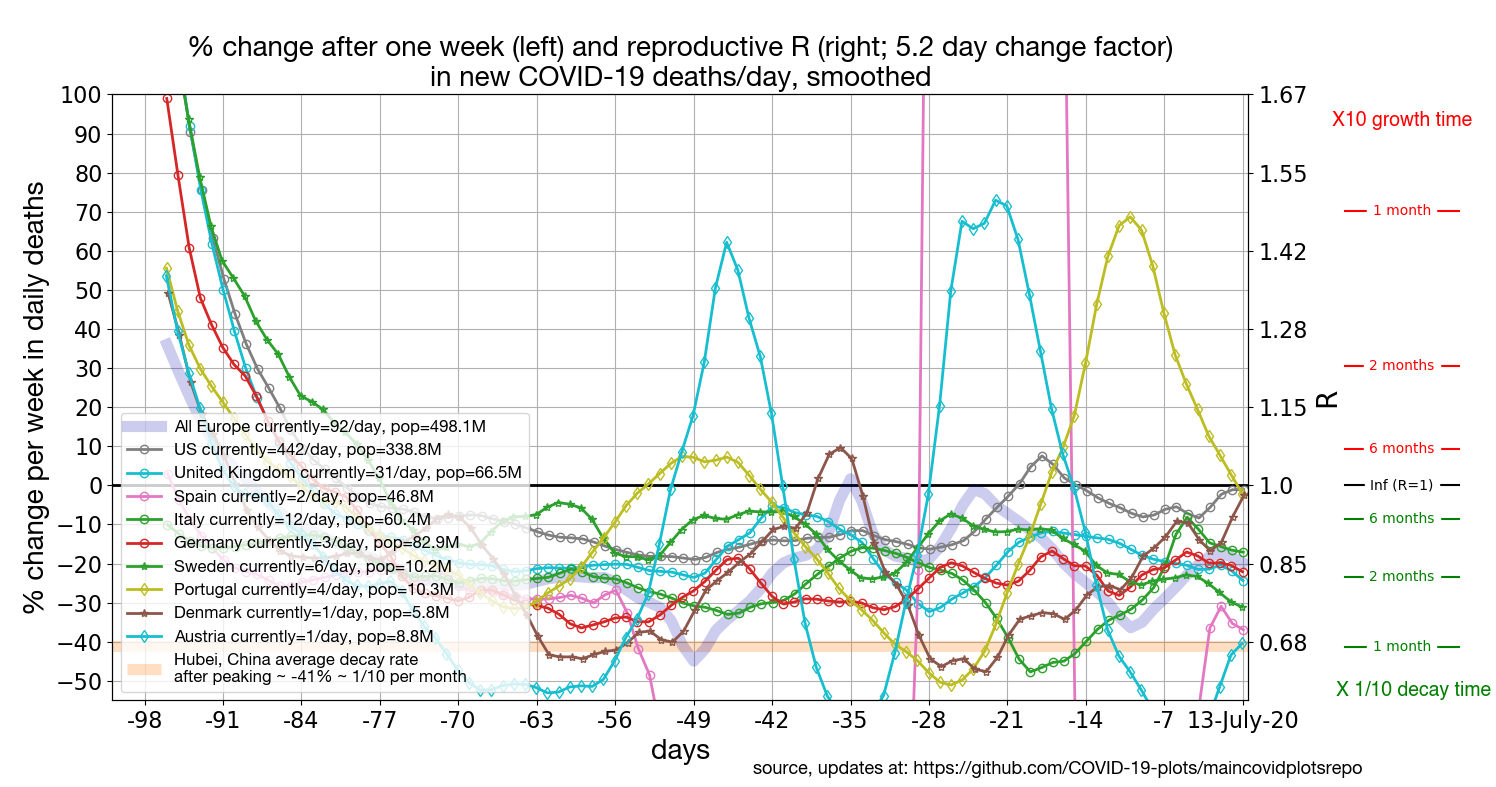 % change after one week (left) and reproductive R (right; 5.2 day change factor)
in new COVID-19 deaths/day, smoothed
% change per week in daily deaths
100
90
80
70
60
50
40
30
20
10
0
−10
−20
−30
−40
−50
All Europe currently=92/day, pop=498.1M
US currently=442/day, pop=338.8M
United Kingdom currently=31/day, pop=66.5M
Spain currently=2/day, pop=46.8M
Italy currently=12/day, pop=60.4M
Germany currently=3/day, pop=82.9M
Sweden currently=6/day, pop=10.2M
Portugal currently=4/day, pop=10.3M
Denmark currently=1/day, pop=5.8M
Austria currently=1/day, pop=8.8M
Hubei, China average decay rate
after peaking ~ -41% ~ 1/10 per month
-98 -91 -84 -77 -70 -63 -56 -49 -42 -35 -28 -21 -14 -7 13-July-20
days
1.67
1.55
1.42
1.28
1.15
1.0
0.85
0.68
R
X10 growth time
1 month
2 months
6 months
Inf (R=1)
6 months
2 months
1 month
X 1/10 decay time
source, updates at: https://github.com/COVID-19-plots/maincovidplotsrepo